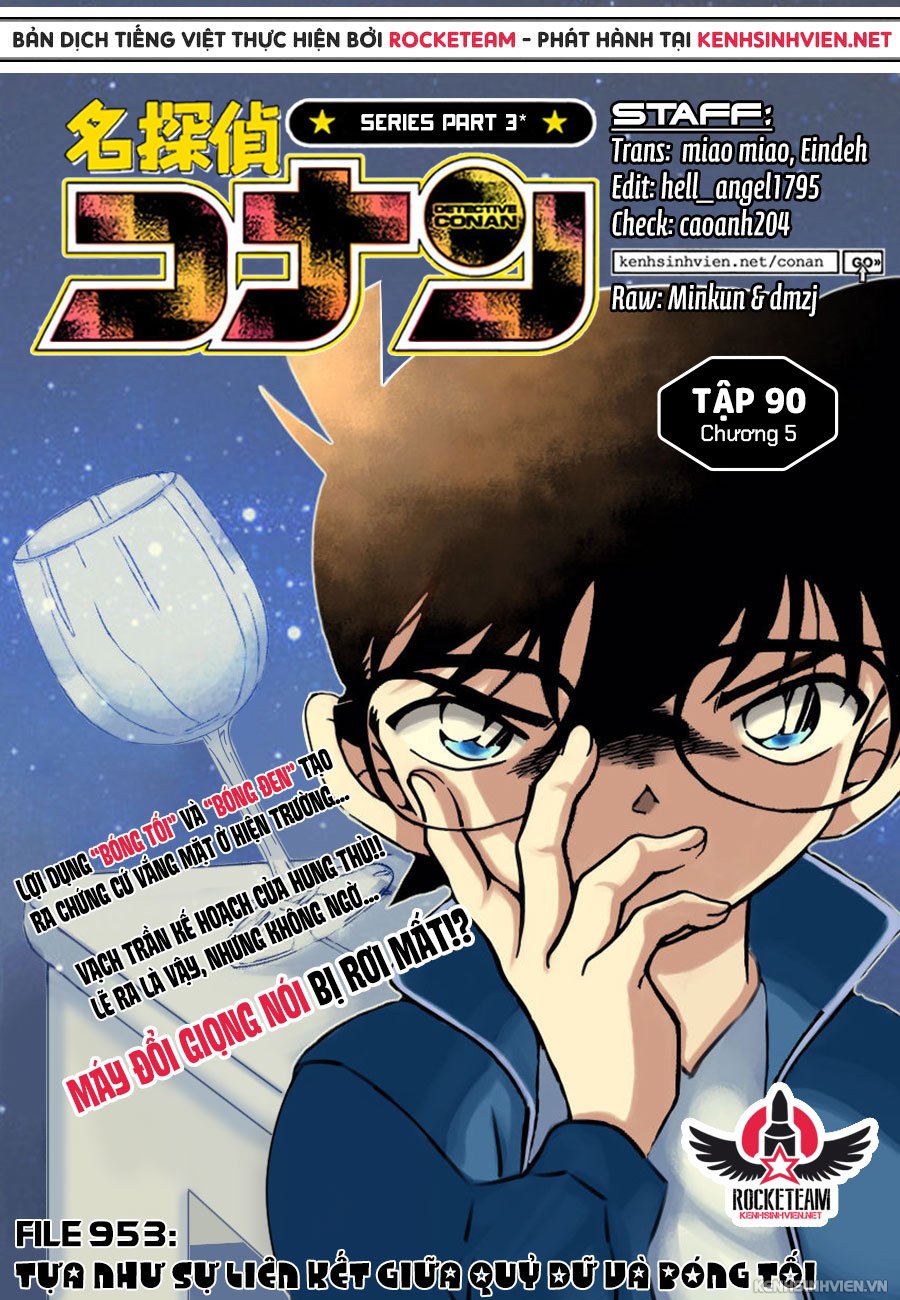 BẢN DỊCH TIẾNG VIỆT THỰC HIỆN BỞI ROCKETEAM - PHÁT HÀNH TẠI KENHSINHVIEN.NET
名探偵
SERIES PART 3*
コナン
DETECTIVE
CONAN
STAFF:
Trans: miao miao, Eindeh
Edit: hell_angel1795
Check: caoanh204
kenhsinhvien.net/conan GO»
Raw: Minkun & dmzj
TẬP 90
Chương 5
LỢI DỤNG "BÓNG TỐI" VÀ "BÓNG ĐEN" TẠO
RA CHỨNG CỨ VẮNG MẶT Ở HIỆN TRƯỜNG...
VẠCH TRẦN KẾ HOẠCH CỦA HUNG THỦ!!
LẼ RA LÀ VẬY, NHƯNG KHÔNG NGỜ...
MÁY ĐỔI GIỌNG NÓI BỊ RƠI MẤT!?
ROCKETEAM
KENHSINHVIEN.NET
FILE 953:
TỰA NHƯ SỰ LIÊN KẾT GIỮA QUỶ DỮ VÀ BÓNG TỐI
KENHSINHVIEN.VN